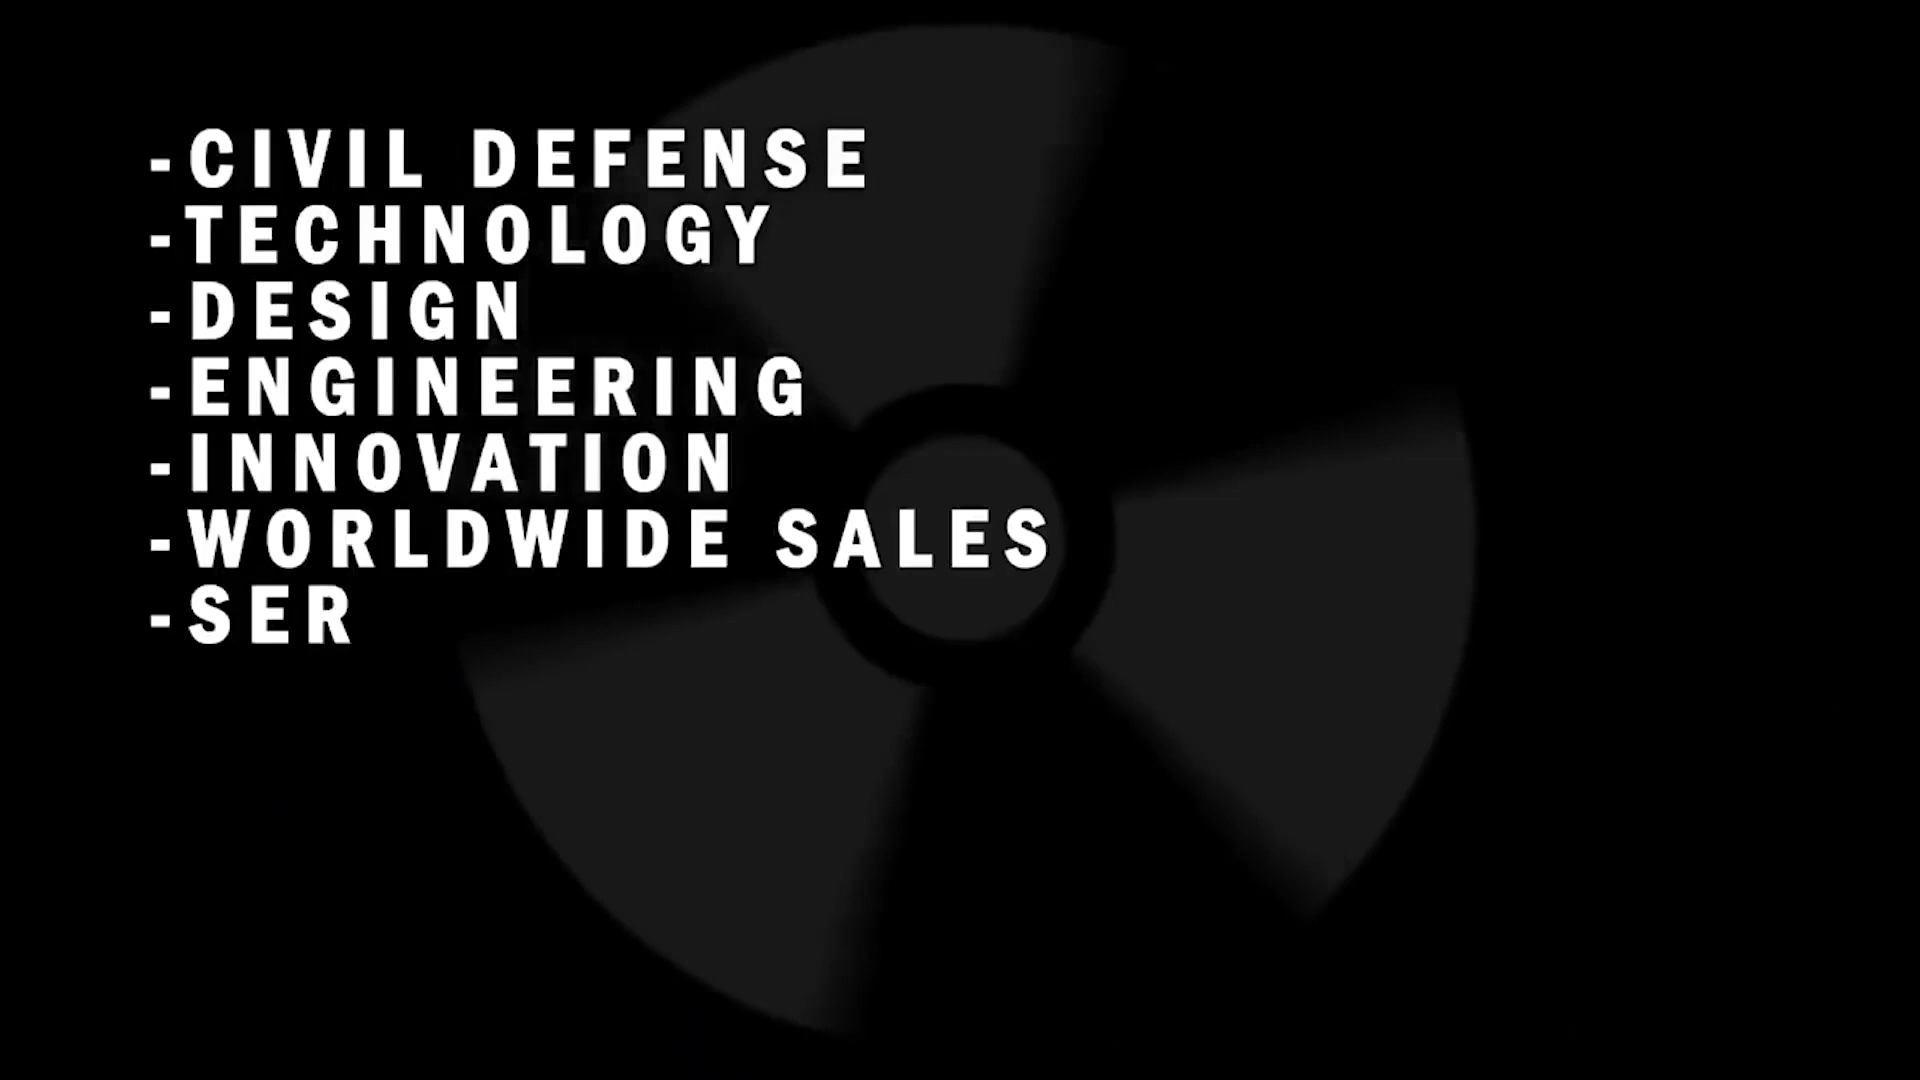 -CIVIL DEFENSE
-TECHNOLOGY
-DESIGN
-ENGINEERING
-INNOVATION
-WORLDWIDE SALES
-SER